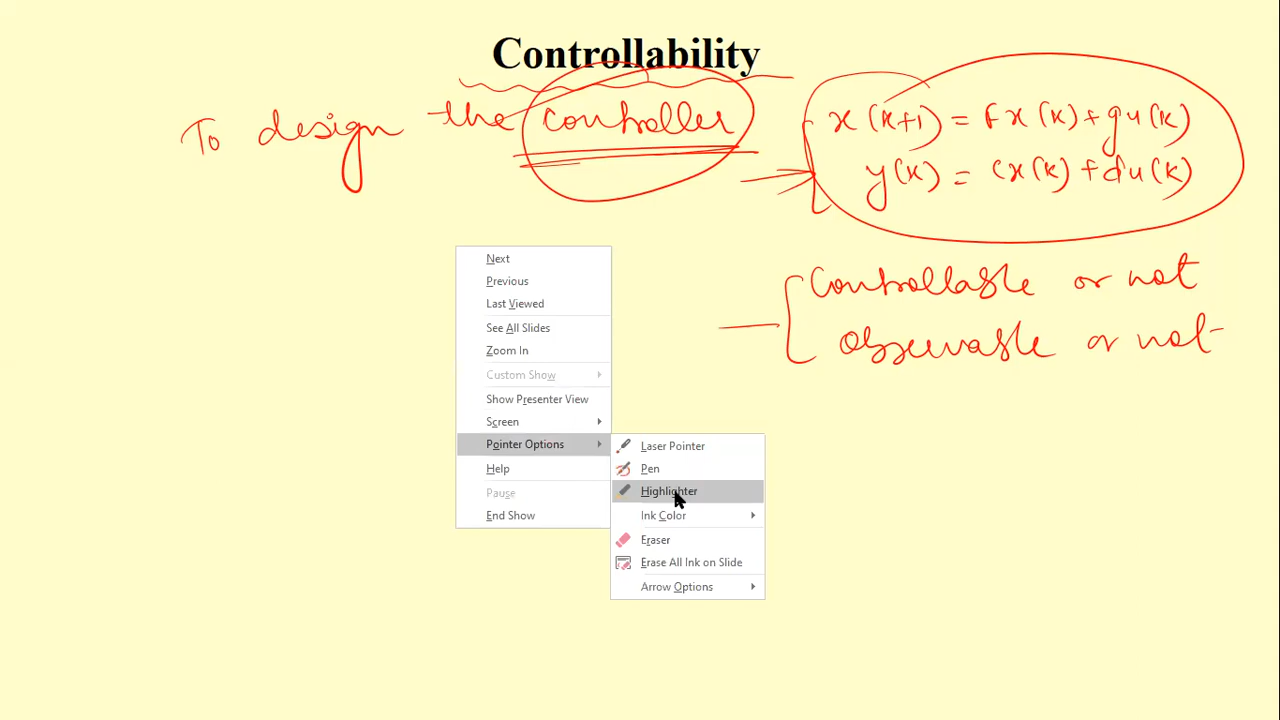 Controllability
To design the controller
x(k+1) = Fx(k)+gu(k)
y(k) = Cx(k)+du(k)
Controllable or not
observable or not
Next
Previous
Last Viewed
See All Slides
Zoom In
Custom Show
Show Presenter View
Screen
Pointer Options
Help
Pause
End Show
Laser Pointer
Pen
Highlighter
Ink Color
Eraser
Erase All Ink on Slide
Arrow Options